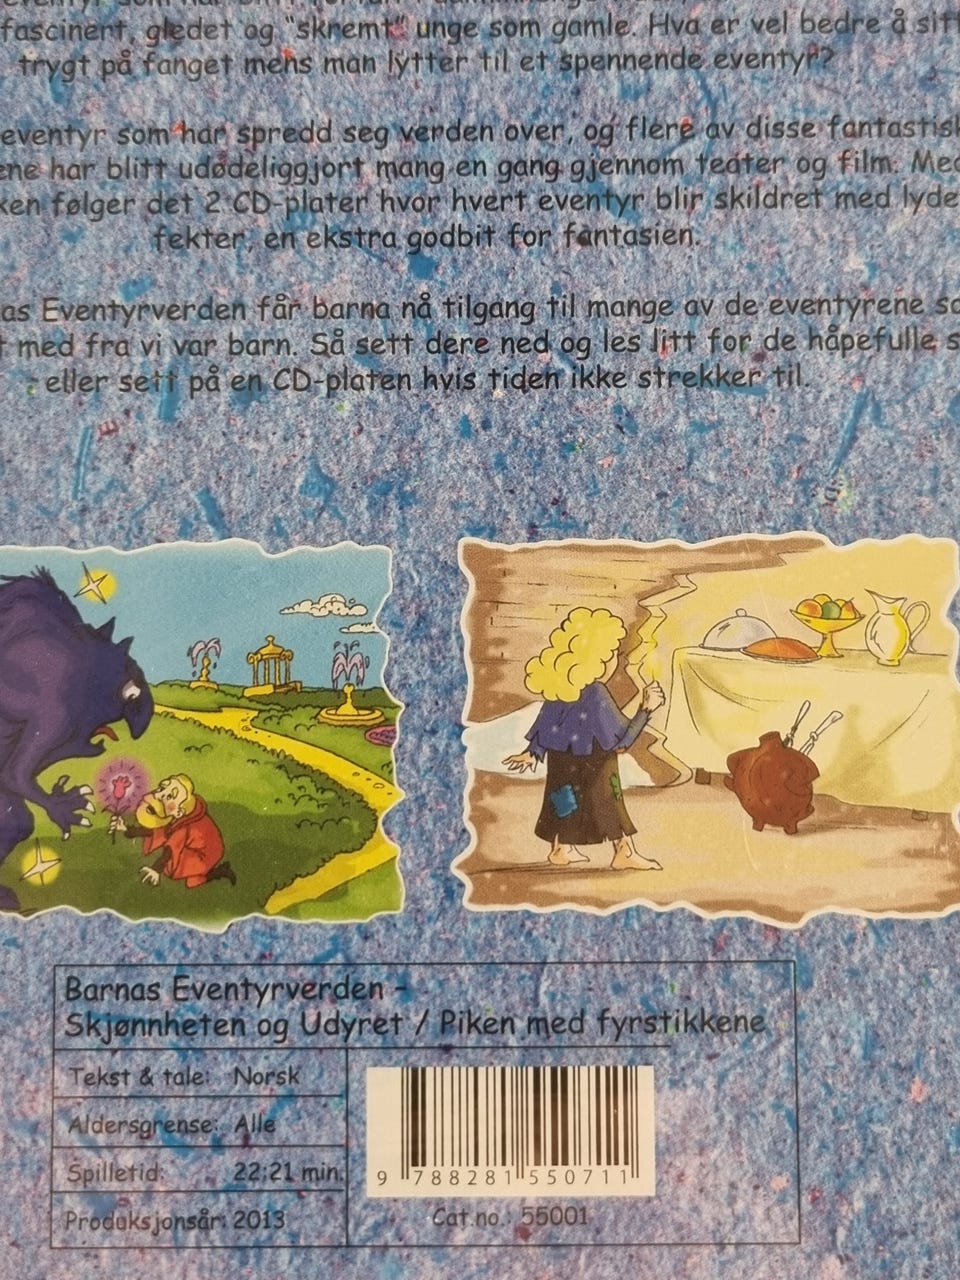 fascinert, gledet og "skremt" unge som gamle. Hva er vel bedre å sitt
trygt på fanget mens man lytter til et spennende eventyr?
eventyr som har spredd seg verden over, og flere av disse fantastisk
ene har blitt udødeliggjort mang en gang gjennom teater og film. Med
ken følger det 2 CD-plater hvor hvert eventyr blir skildret med lyde
fekter, en ekstra godbit for fantasien.
as Eventyrverden får barna nå tilgang til mange av de eventyrene so
t med fra vi var barn. Så sett dere ned og les litt for de håpefulle s
- eller sett på en CD-platen hvis tiden ikke strekker til.
Barnas Eventyrverden -
Skjønnheten og Udyret / Piken med fyrstikkene
Tekst & tale: Norsk
Aldersgrense: Alle
Spilletid: 22:21 min.
Produksjonsår: 2013
9 788281 550711
Cat.no.: 55001